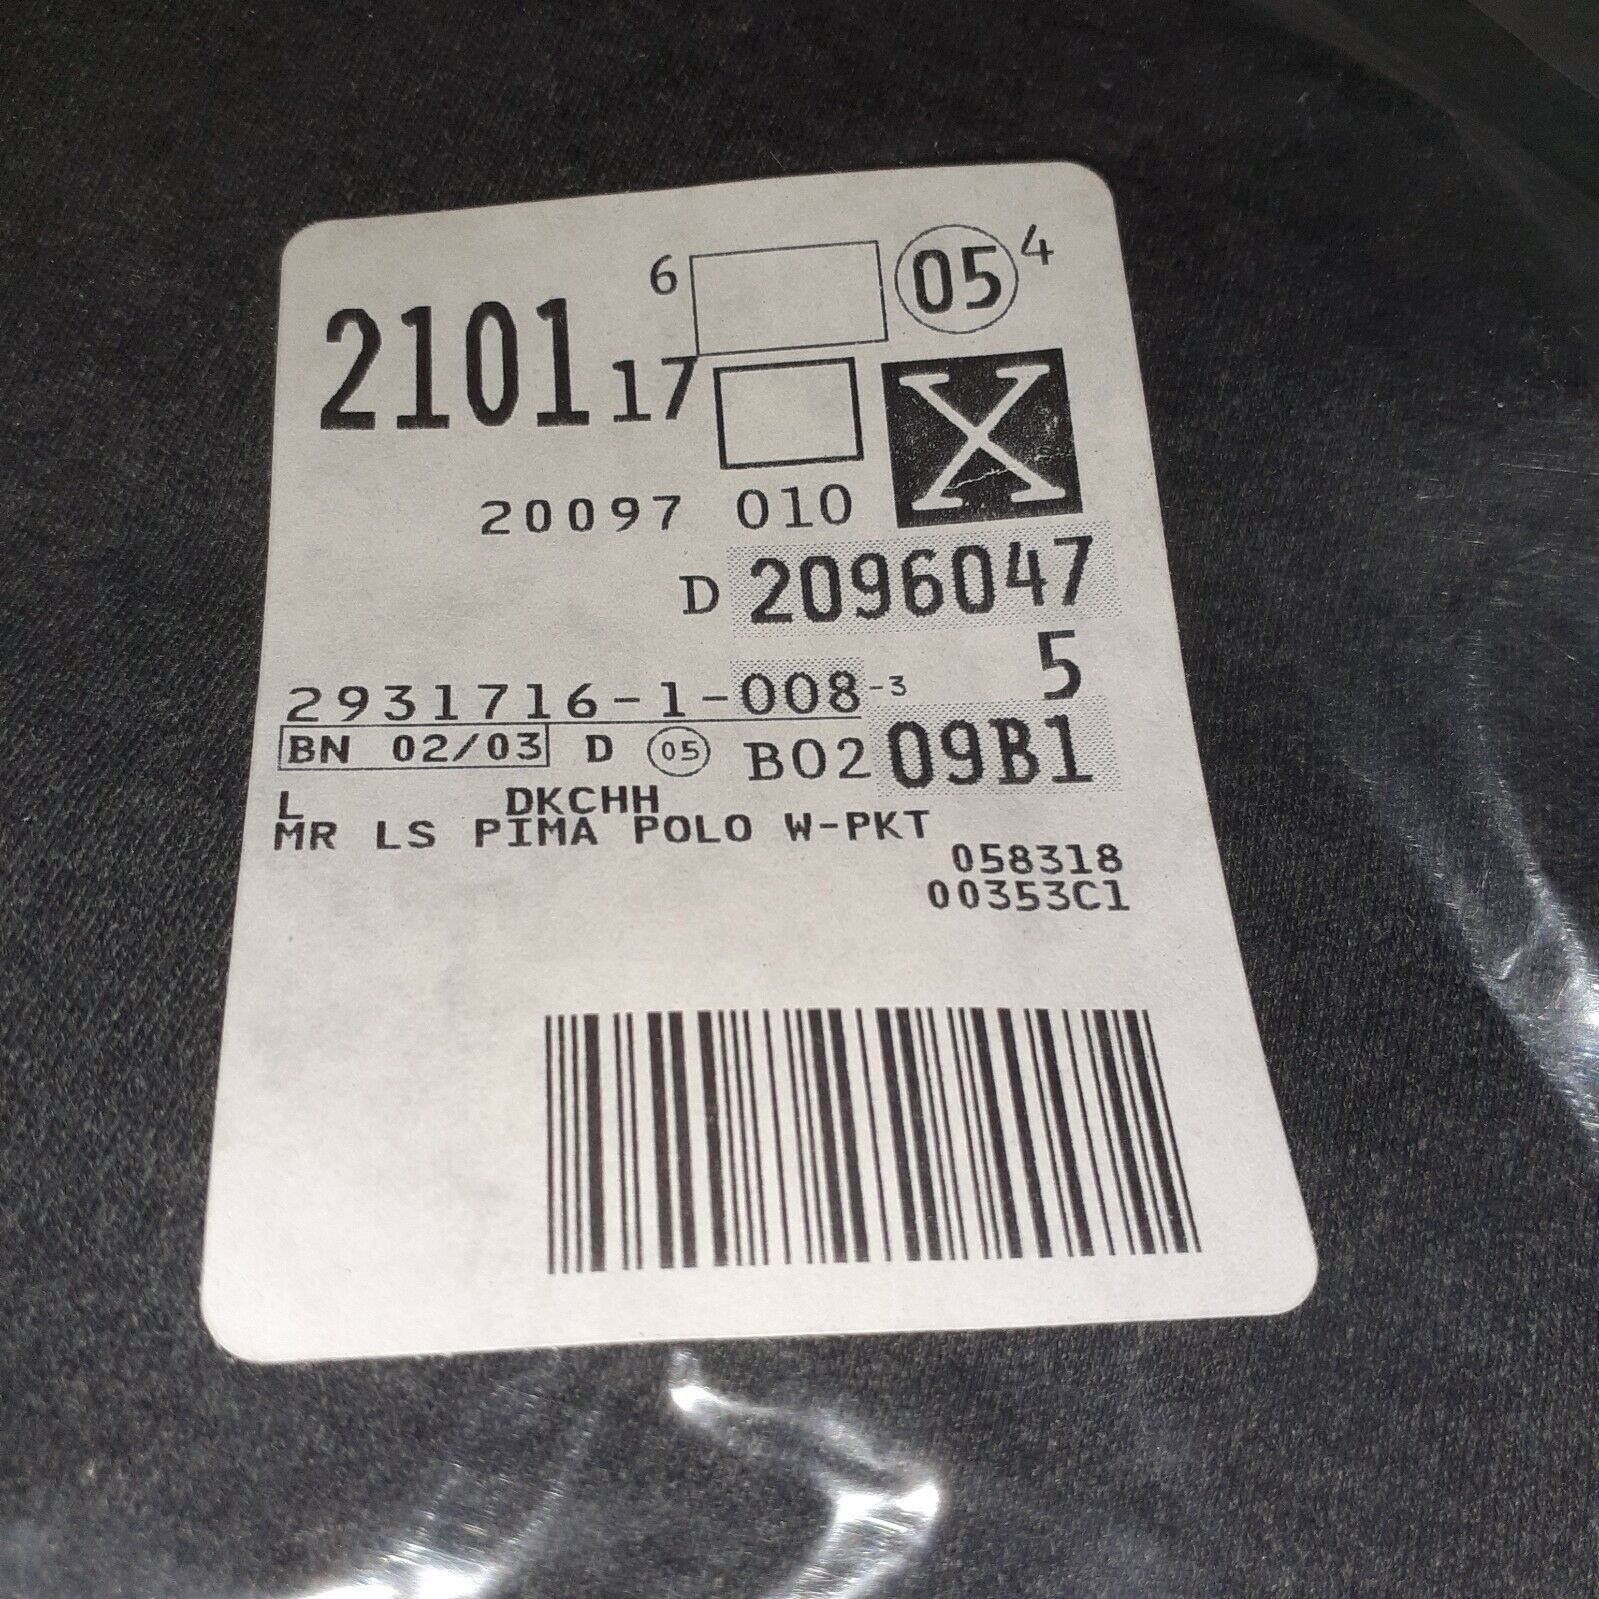 6 05 4
2101 17 X
20097 010
D 2096047
5
2931716-1-008-3
BN 02/03 D 05 B02 09B1
L DKCHH
MR LS PIMA POLO W-PKT
058318
00353C1